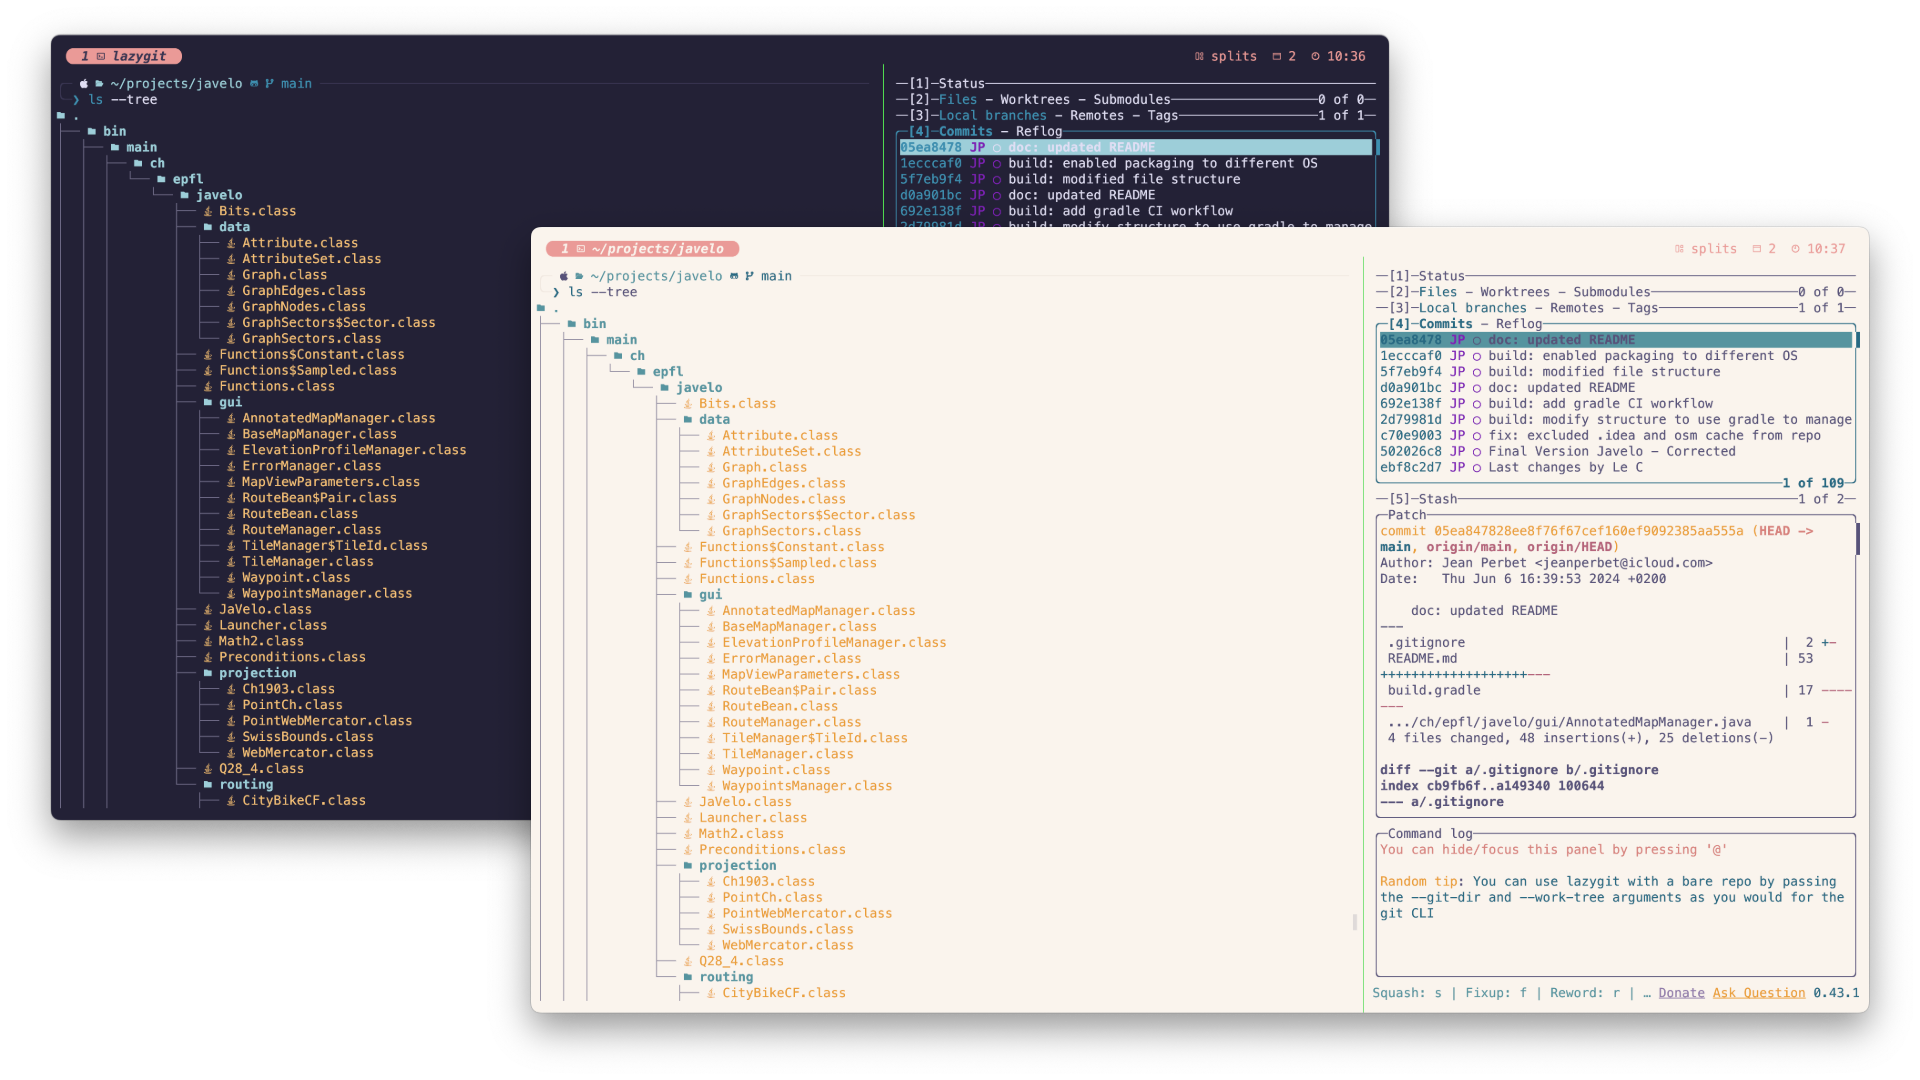 1 lazygit
splits 2 10:36
~/projects/javelo main
❯ ls --tree
.
bin
main
ch
epfl
javelo
Bits.class
data
Attribute.class
AttributeSet.class
Graph.class
GraphEdges.class
GraphNodes.class
GraphSectors$Sector.class
GraphSectors.class
Functions$Constant.class
Functions$Sampled.class
Functions.class
gui
AnnotatedMapManager.class
BaseMapManager.class
ElevationProfileManager.class
ErrorManager.class
MapViewParameters.class
RouteBean$Pair.class
RouteBean.class
RouteManager.class
TileManager$TileId.class
TileManager.class
Waypoint.class
WaypointsManager.class
JaVelo.class
Launcher.class
Math2.class
Preconditions.class
projection
Ch1903.class
PointCh.class
PointWebMercator.class
SwissBounds.class
WebMercator.class
Q28_4.class
routing
CityBikeCF.class
[1]─Status
[2]─Files - Worktrees - Submodules 0 of 0
[3]─Local branches - Remotes - Tags 1 of 1
[4]─Commits - Reflog
05ea8478 JP ○ doc: updated README
1ecccaf0 JP ○ build: enabled packaging to different OS
5f7eb9f4 JP ○ build: modified file structure
d0a901bc JP ○ doc: updated README
692e138f JP ○ build: add gradle CI workflow
2d79981d JP ○ build: modify structure to use gradle to manage
1 ~/projects/javelo
splits 2 10:37
~/projects/javelo main
❯ ls --tree
.
bin
main
ch
epfl
javelo
Bits.class
data
Attribute.class
AttributeSet.class
Graph.class
GraphEdges.class
GraphNodes.class
GraphSectors$Sector.class
GraphSectors.class
Functions$Constant.class
Functions$Sampled.class
Functions.class
gui
AnnotatedMapManager.class
BaseMapManager.class
ElevationProfileManager.class
ErrorManager.class
MapViewParameters.class
RouteBean$Pair.class
RouteBean.class
RouteManager.class
TileManager$TileId.class
TileManager.class
Waypoint.class
WaypointsManager.class
JaVelo.class
Launcher.class
Math2.class
Preconditions.class
projection
Ch1903.class
PointCh.class
PointWebMercator.class
SwissBounds.class
WebMercator.class
Q28_4.class
routing
CityBikeCF.class
[1]─Status
[2]─Files - Worktrees - Submodules 0 of 0
[3]─Local branches - Remotes - Tags 1 of 1
[4]─Commits - Reflog
05ea8478 JP ○ doc: updated README
1ecccaf0 JP ○ build: enabled packaging to different OS
5f7eb9f4 JP ○ build: modified file structure
d0a901bc JP ○ doc: updated README
692e138f JP ○ build: add gradle CI workflow
2d79981d JP ○ build: modify structure to use gradle to manage
c70e9003 JP ○ fix: excluded .idea and osm cache from repo
502026c8 JP ○ Final Version Javelo - Corrected
ebf8c2d7 JP ○ Last changes by Le C
1 of 109
[5]─Stash 1 of 2
Patch
commit 05ea847828ee8f76f67cef160ef9092385aa555a (HEAD ->
main, origin/main, origin/HEAD)
Author: Jean Perbet <jeanperbet@icloud.com>
Date: Thu Jun 6 16:39:53 2024 +0200
doc: updated README
---
.gitignore | 2 +-
README.md | 53
+++++++++++++++++++---
build.gradle | 17 ----
---
.../ch/epfl/javelo/gui/AnnotatedMapManager.java | 1 -
4 files changed, 48 insertions(+), 25 deletions(-)
diff --git a/.gitignore b/.gitignore
index cb9fb6f..a149340 100644
--- a/.gitignore
Command log
You can hide/focus this panel by pressing '@'
Random tip: You can use lazygit with a bare repo by passing
the --git-dir and --work-tree arguments as you would for the
git CLI
Squash: s | Fixup: f | Reword: r | … Donate Ask Question 0.43.1